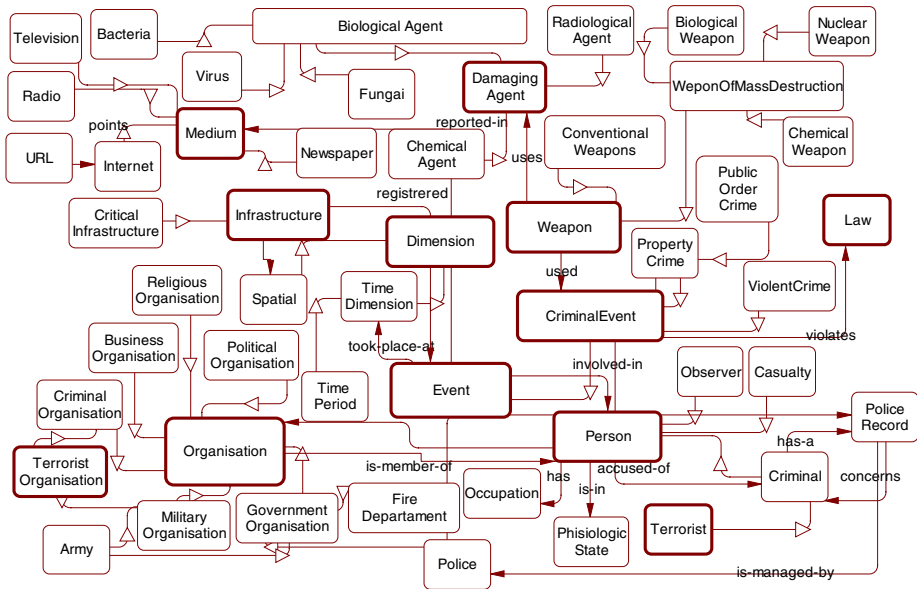 Television
Bacteria
Biological Agent
Radiological
Agent
Biological
Weapon
Nuclear
Weapon
Virus
Fungai
Damaging
Agent
WeponOfMassDestruction
Radio
points
Medium
reported-in
Conventional
Weapons
Chemical
Weapon
URL
Internet
Newspaper
Chemical
Agent
uses
Public
Order
Crime
registrered
Critical
Infrastructure
Infrastructure
Dimension
Weapon
Property
Crime
Law
used
Religious
Organisation
Spatial
Time
Dimension
CriminalEvent
ViolentCrime
violates
Business
Organisation
Political
Organisation
took-place-at
involved-in
Observer
Casualty
Criminal
Organisation
Time
Period
Event
Police
Record
Terrorist
Organisation
Organisation
Person
has-a
is-member-of
has
accused-of
Criminal
concerns
is-in
Military
Organisation
Government
Organisation
Fire
Departament
Occupation
Terrorist
Phisiologic
State
Army
Police
is-managed-by